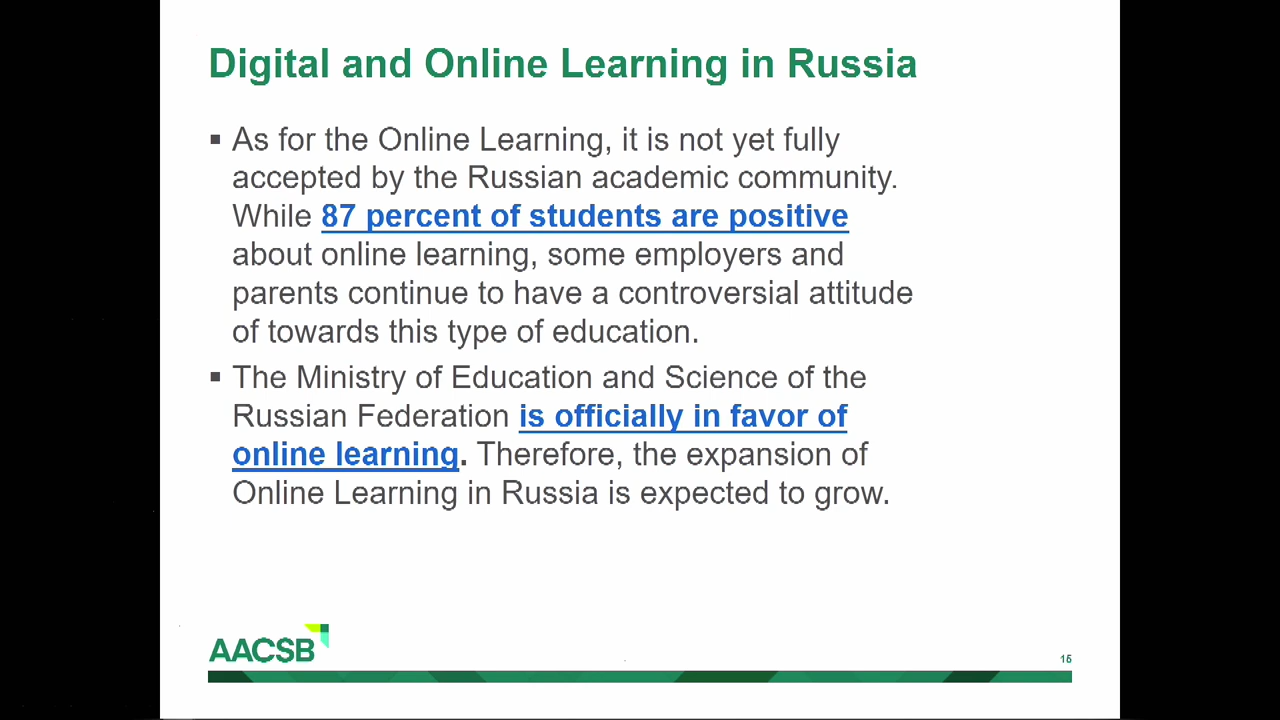 Digital and Online Learning in Russia
▪ As for the Online Learning, it is not yet fully
accepted by the Russian academic community.
While 87 percent of students are positive
about online learning, some employers and
parents continue to have a controversial attitude
of towards this type of education.
▪ The Ministry of Education and Science of the
Russian Federation is officially in favor of
online learning. Therefore, the expansion of
Online Learning in Russia is expected to grow.
AACSB
15